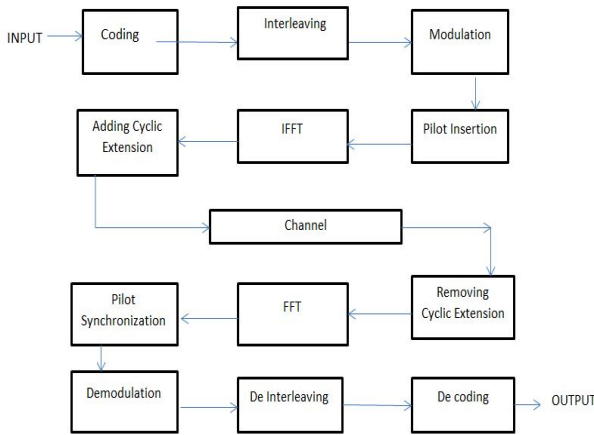 INPUT
Coding
Interleaving
Modulation
Adding Cyclic
Extension
IFFT
Pilot Insertion
Channel
Pilot
Synchronization
FFT
Removing
Cyclic Extension
Demodulation
De Interleaving
De coding
OUTPUT